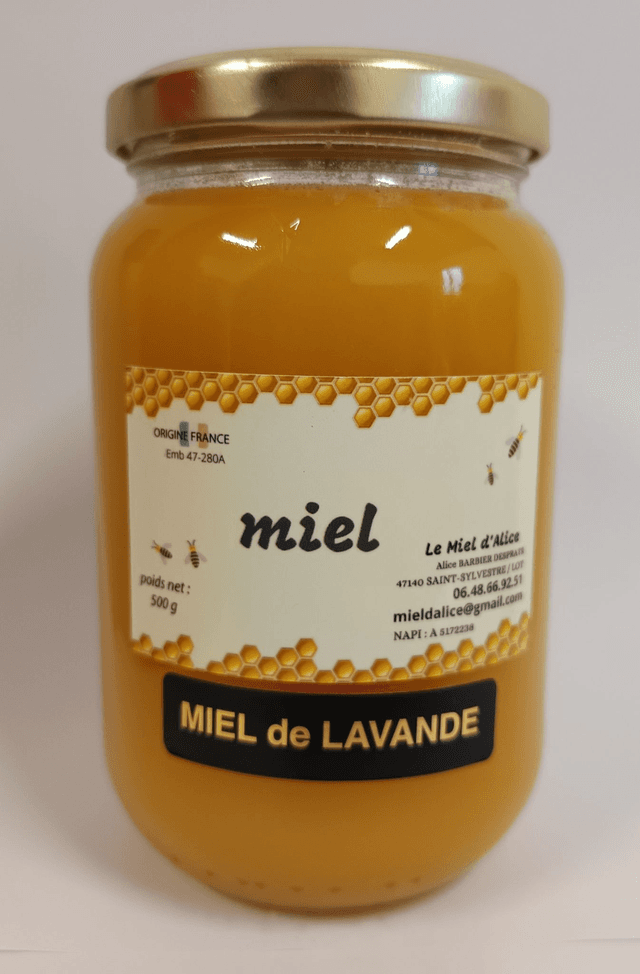 ORIGINE FRANCE
Emb 47-280A
miel
poids net :
500 g
Le Miel d'Alice
Alice BARBIER DESPRATS
47140 SAINT-SYLVESTRE / LOT
06.48.66.92.51
mieldalice@gmail.com
NAPI : A 5172238
MIEL de LAVANDE